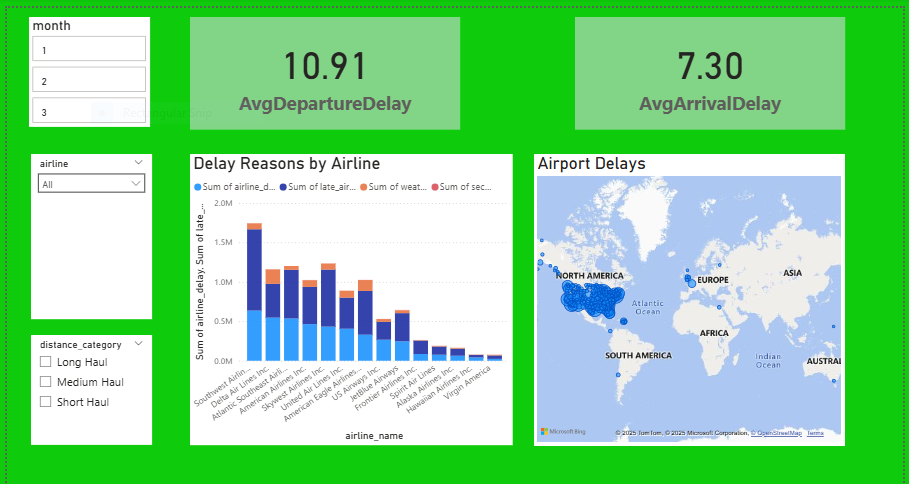 month
1
2
3
10.91
AvgDepartureDelay
7.30
AvgArrivalDelay
airline
All
distance_category
Long Haul
Medium Haul
Short Haul
Delay Reasons by Airline
Sum of airline_d... Sum of late_air... Sum of weat... Sum of sec...
Sum of airline_delay, Sum of late_...
2.0M
1.5M
1.0M
0.5M
0.0M
Southwest Airlin...
Delta Air Lines Inc.
Atlantic Southeast Airli...
American Airlines Inc.
Skywest Airlines Inc.
United Air Lines Inc.
American Eagle Airlines...
US Airways Inc.
JetBlue Airways
Frontier Airlines Inc.
Spirit Air Lines
Alaska Airlines Inc.
Hawaiian Airlines Inc.
Virgin America
airline_name
Airport Delays
NORTH AMERICA
EUROPE
ASIA
Atlantic
Ocean
AFRICA
SOUTH AMERICA
Indian
Ocean
AUSTRAL
Microsoft Bing
© 2025 TomTom, © 2025 Microsoft Corporation, © OpenStreetMap Terms